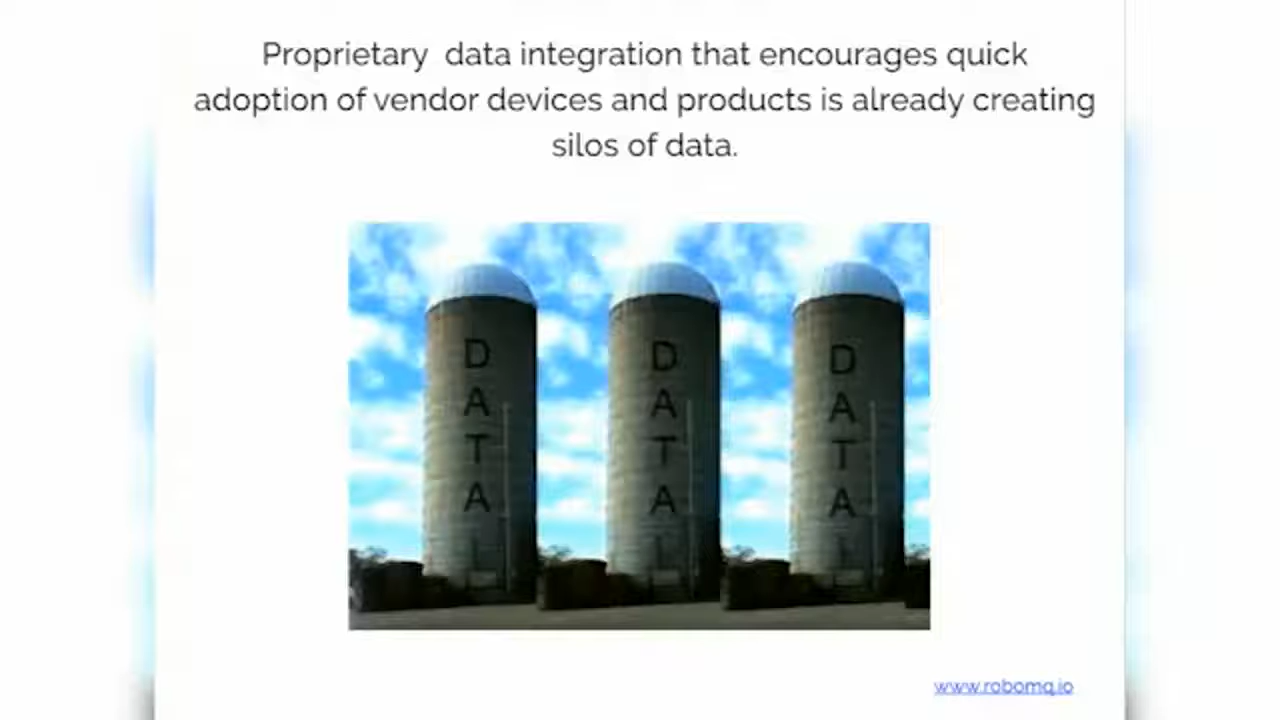 Proprietary data integration that encourages quick
adoption of vendor devices and products is already creating
silos of data.
DATA
DATA
DATA
www.robomq.io